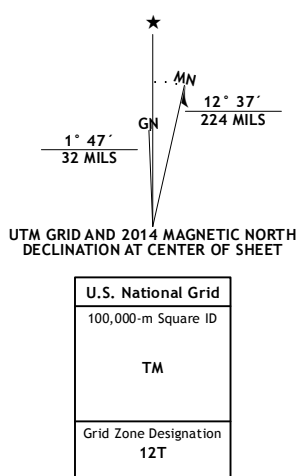 MN
GN
12° 37´
224 MILS
1° 47´
32 MILS
UTM GRID AND 2014 MAGNETIC NORTH
DECLINATION AT CENTER OF SHEET
U.S. National Grid
100,000-m Square ID
TM
Grid Zone Designation
12T